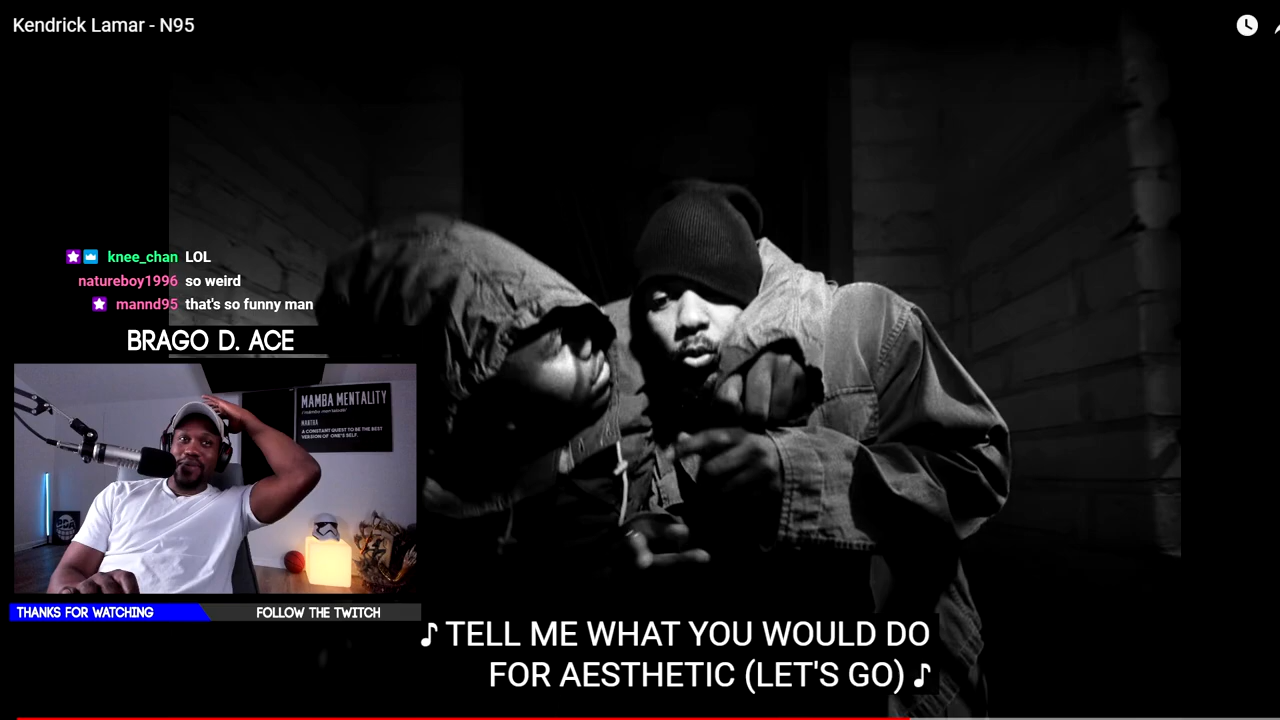 Kendrick Lamar - N95
knee_chan LOL
natureboy1996 so weird
mannd95 that's so funny man
BRAGO D. ACE
MAMBA MENTALITY
MANTRA
A CONSTANT QUEST TO BE THE BEST
VERSION OF ONE'S SELF.
THANKS FOR WATCHING
FOLLOW THE TWITCH
♪ TELL ME WHAT YOU WOULD DO
FOR AESTHETIC (LET'S GO) ♪